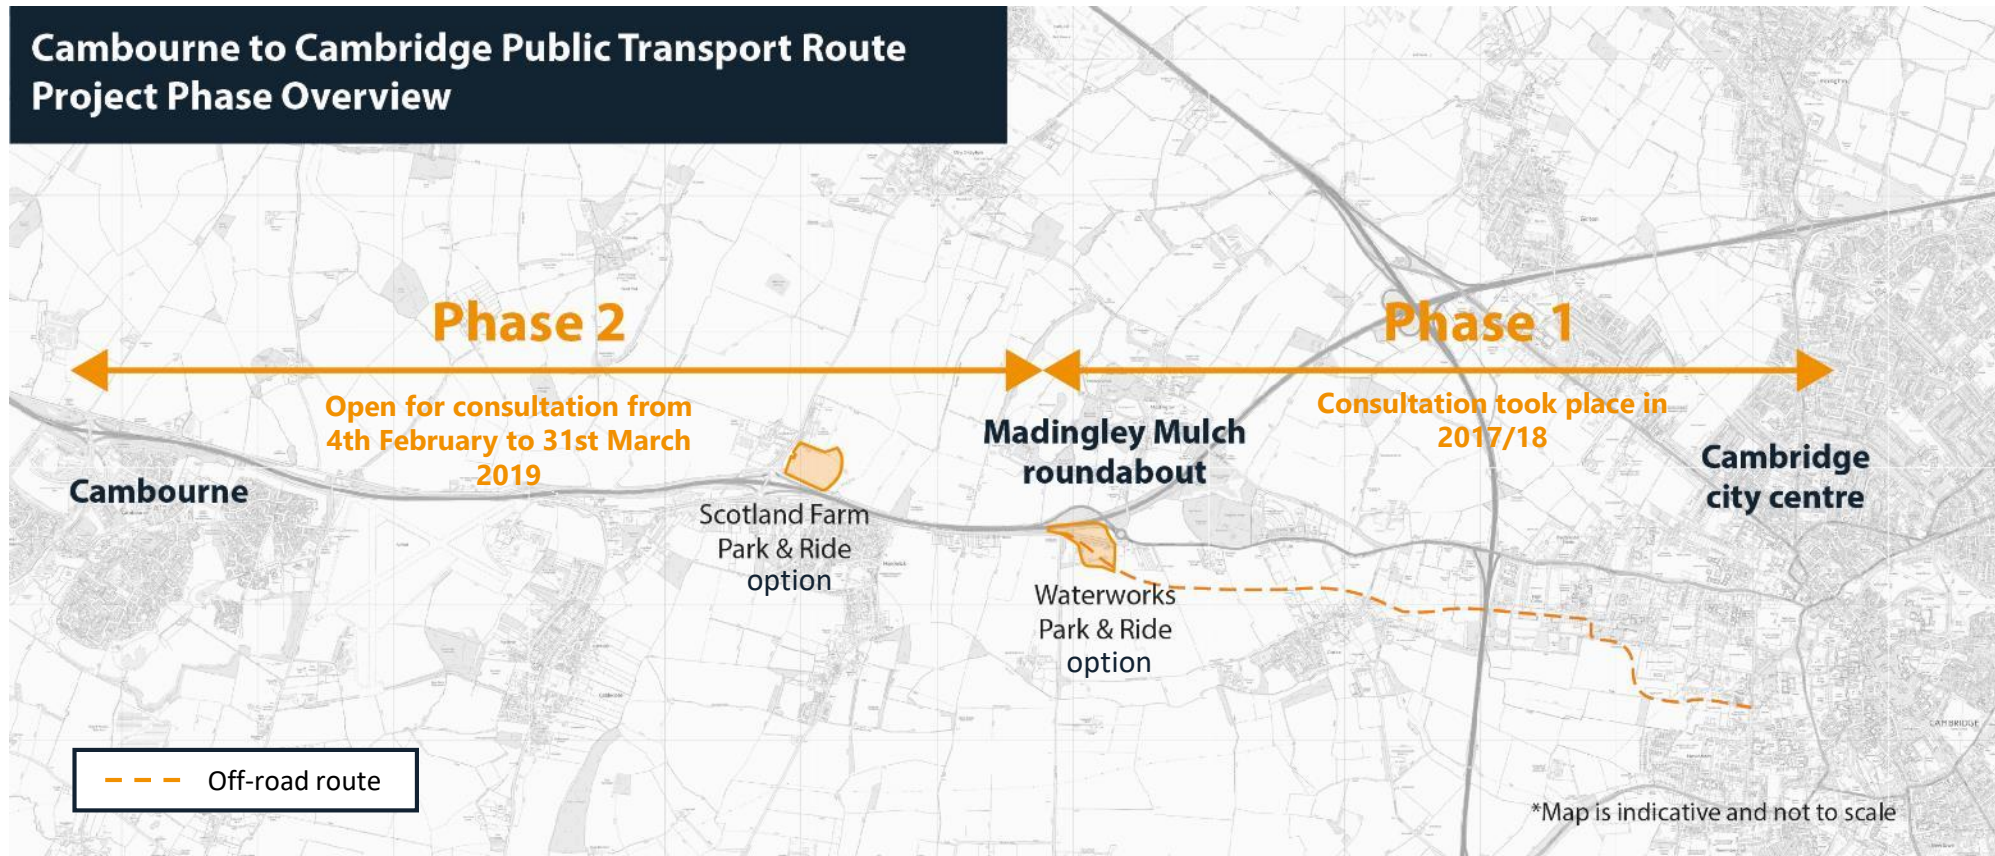 Cambourne to Cambridge Public Transport Route
Project Phase Overview
Phase 2
Phase 1
Open for consultation from
4th February to 31st March
2019
Consultation took place in
2017/18
Madingley Mulch
roundabout
Cambridge
city centre
Cambourne
Scotland Farm
Park & Ride
option
Waterworks
Park & Ride
option
CAMBRIDGE
Off-road route
*Map is indicative and not to scale